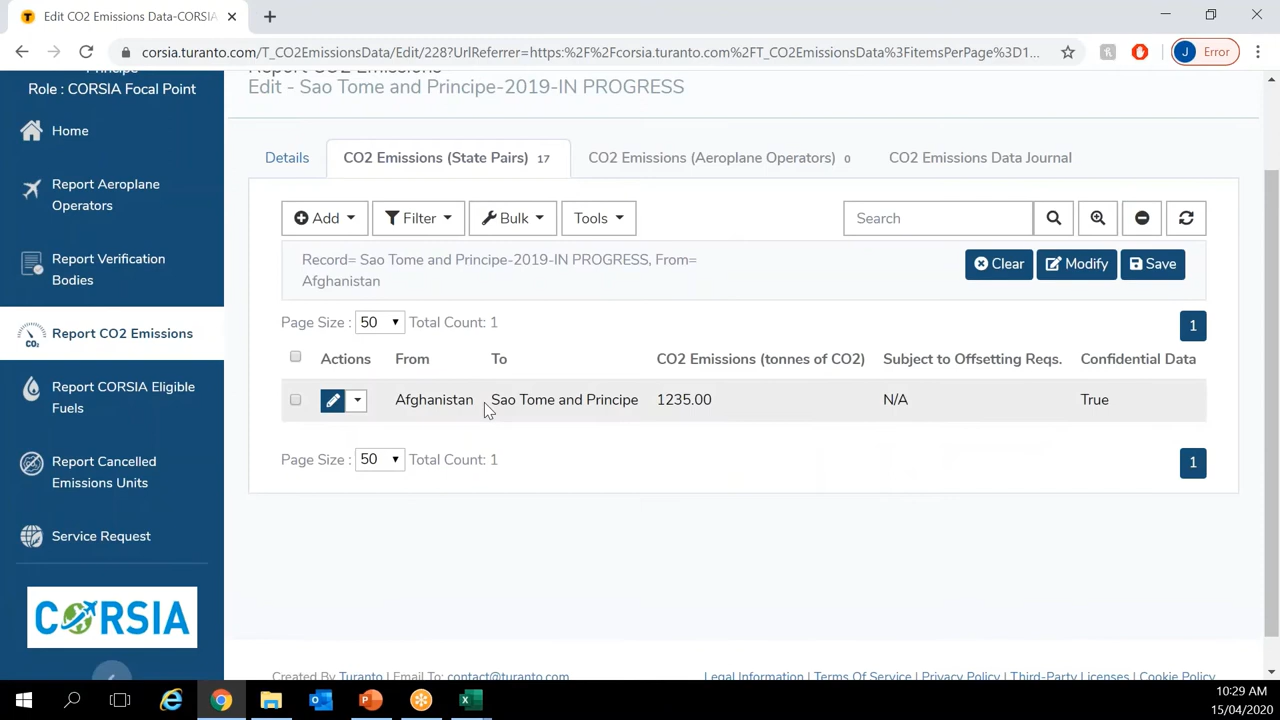 Edit CO2 Emissions Data-CORSIA
corsia.turanto.com/T_CO2EmissionsData/Edit/228?UrlReferrer=https:%2F%2Fcorsia.turanto.com%2FT_CO2EmissionsData%3FitemsPerPage%3D1...
J Error
Principe
Role : CORSIA Focal Point
Home
Report Aeroplane
Operators
Report Verification
Bodies
CO2
Report CO2 Emissions
Report CORSIA Eligible
Fuels
Report Cancelled
Emissions Units
Service Request
CORSIA
Report CO2 Emissions
Edit - Sao Tome and Principe-2019-IN PROGRESS
Details CO2 Emissions (State Pairs) 17 CO2 Emissions (Aeroplane Operators) 0 CO2 Emissions Data Journal
Add Filter Bulk Tools Search
Record= Sao Tome and Principe-2019-IN PROGRESS, From=
Afghanistan
Clear Modify Save
Page Size : 50 Total Count: 1 1
Actions From To CO2 Emissions (tonnes of CO2) Subject to Offsetting Reqs. Confidential Data
Afghanistan Sao Tome and Principe 1235.00 N/A True
Page Size : 50 Total Count: 1 1
Created By Turanto | Email To: contact@turanto.com Legal Information | Terms Of Service | Privacy Policy | Third-Party Licenses | Cookie Policy
10:29 AM
15/04/2020